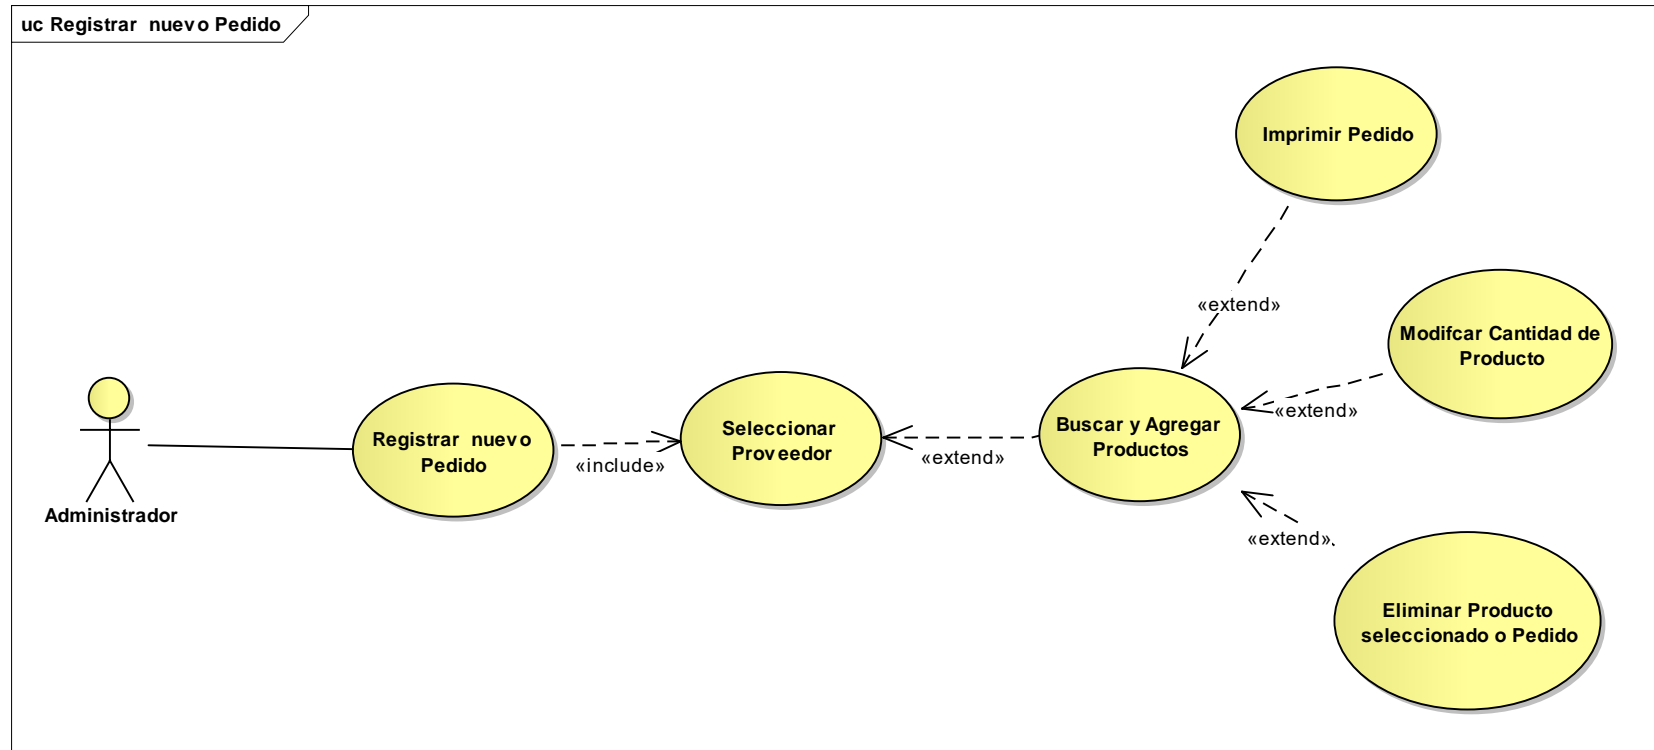 uc Registrar nuevo Pedido
Imprimir Pedido
«extend»
Modifcar Cantidad de
Producto
«extend»
Buscar y Agregar
Productos
«extend»
Seleccionar
Proveedor
«include»
Registrar nuevo
Pedido
Administrador
«extend»
Eliminar Producto
seleccionado o Pedido